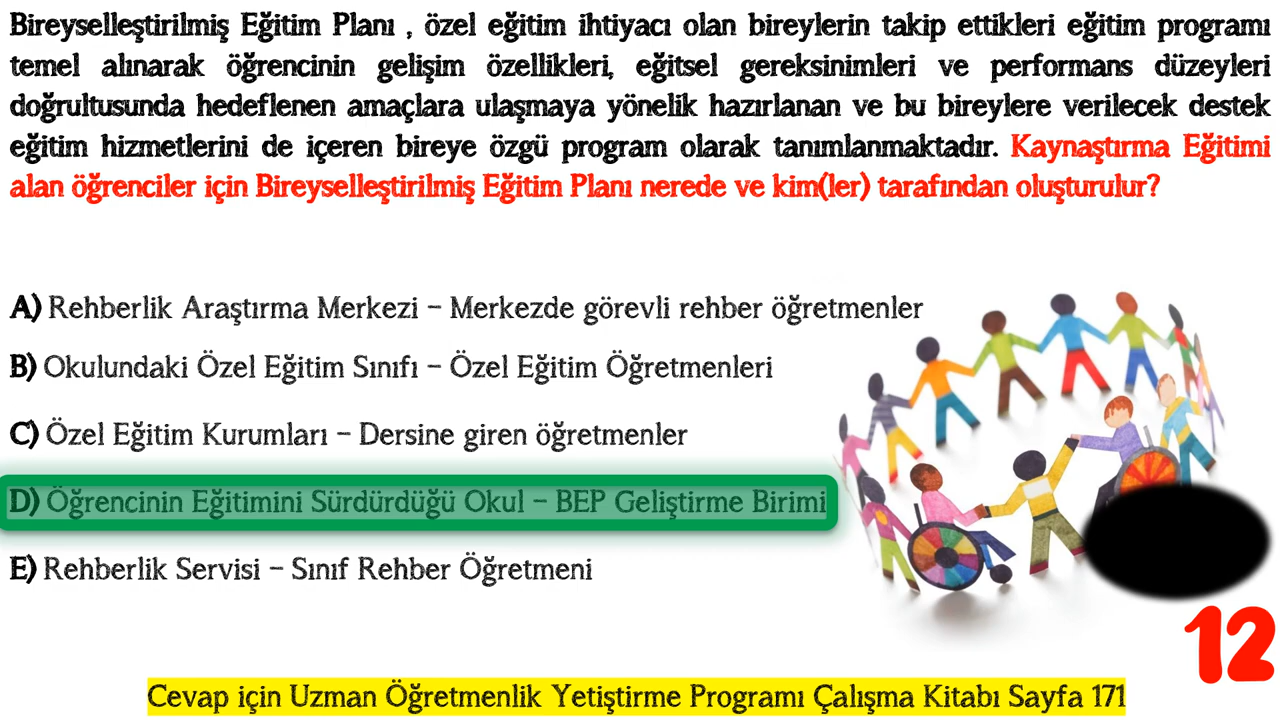 Bireyselleştirilmiş Eğitim Planı , özel eğitim ihtiyacı olan bireylerin takip ettikleri eğitim programı
temel alınarak öğrencinin gelişim özellikleri, eğitsel gereksinimleri ve performans düzeyleri
doğrultusunda hedeflenen amaçlara ulaşmaya yönelik hazırlanan ve bu bireylere verilecek destek
eğitim hizmetlerini de içeren bireye özgü program olarak tanımlanmaktadır. Kaynaştırma Eğitimi
alan öğrenciler için Bireyselleştirilmiş Eğitim Planı nerede ve kim(ler) tarafından oluşturulur?
A) Rehberlik Araştırma Merkezi – Merkezde görevli rehber öğretmenler
B) Okulundaki Özel Eğitim Sınıfı – Özel Eğitim Öğretmenleri
C) Özel Eğitim Kurumları – Dersine giren öğretmenler
D) Öğrencinin Eğitimini Sürdürdüğü Okul – BEP Geliştirme Birimi
E) Rehberlik Servisi – Sınıf Rehber Öğretmeni
12
Cevap için Uzman Öğretmenlik Yetiştirme Programı Çalışma Kitabı Sayfa 171